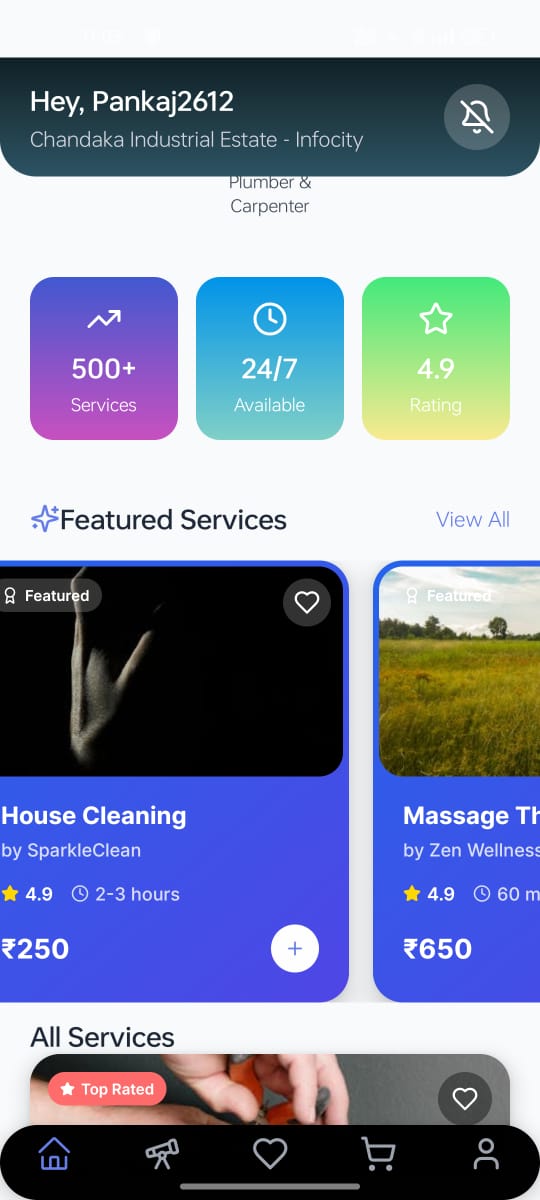 Hey, Pankaj2612
Chandaka Industrial Estate - Infocity
Plumber &
Carpenter
500+
Services
24/7
Available
4.9
Rating
Featured Services
View All
Featured
Featured
House Cleaning
by SparkleClean
4.9
2-3 hours
₹250
Massage Th
by Zen Wellness
4.9
60 m
₹650
All Services
Top Rated